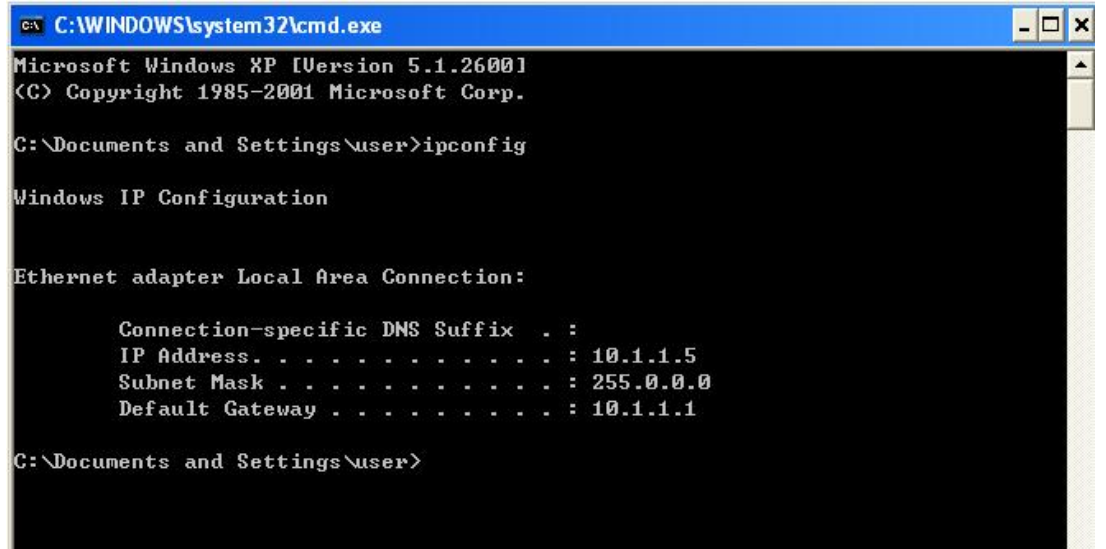 C:\WINDOWS\system32\cmd.exe
Microsoft Windows XP [Version 5.1.2600]
(C) Copyright 1985-2001 Microsoft Corp.
C:\Documents and Settings\user>ipconfig
Windows IP Configuration
Ethernet adapter Local Area Connection:
Connection-specific DNS Suffix . :
IP Address. . . . . . . . . . . . : 10.1.1.5
Subnet Mask . . . . . . . . . . . : 255.0.0.0
Default Gateway . . . . . . . . . : 10.1.1.1
C:\Documents and Settings\user>